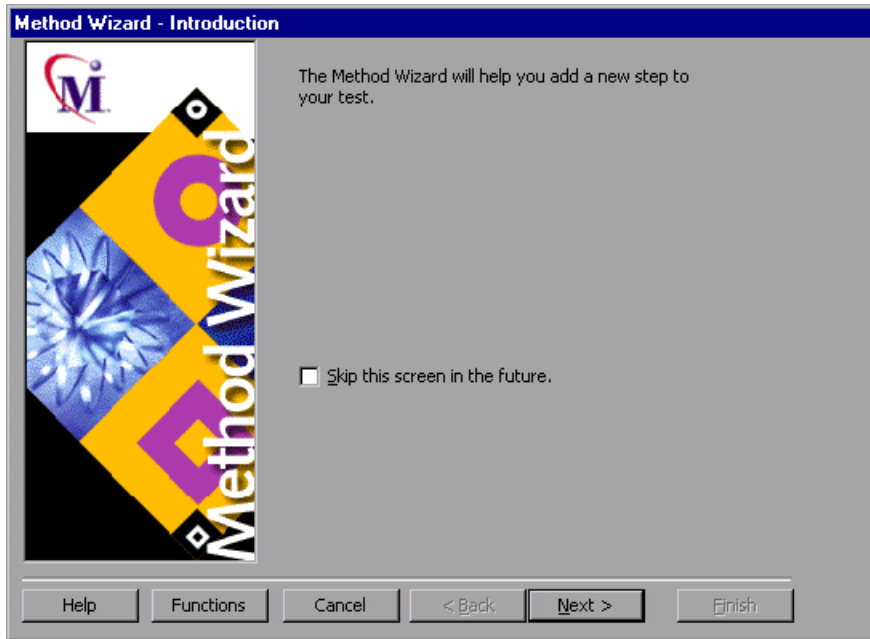 Method Wizard - Introduction
M
Method Wizard
The Method Wizard will help you add a new step to
your test.
Skip this screen in the future.
Help
Functions
Cancel
< Back
Next >
Finish